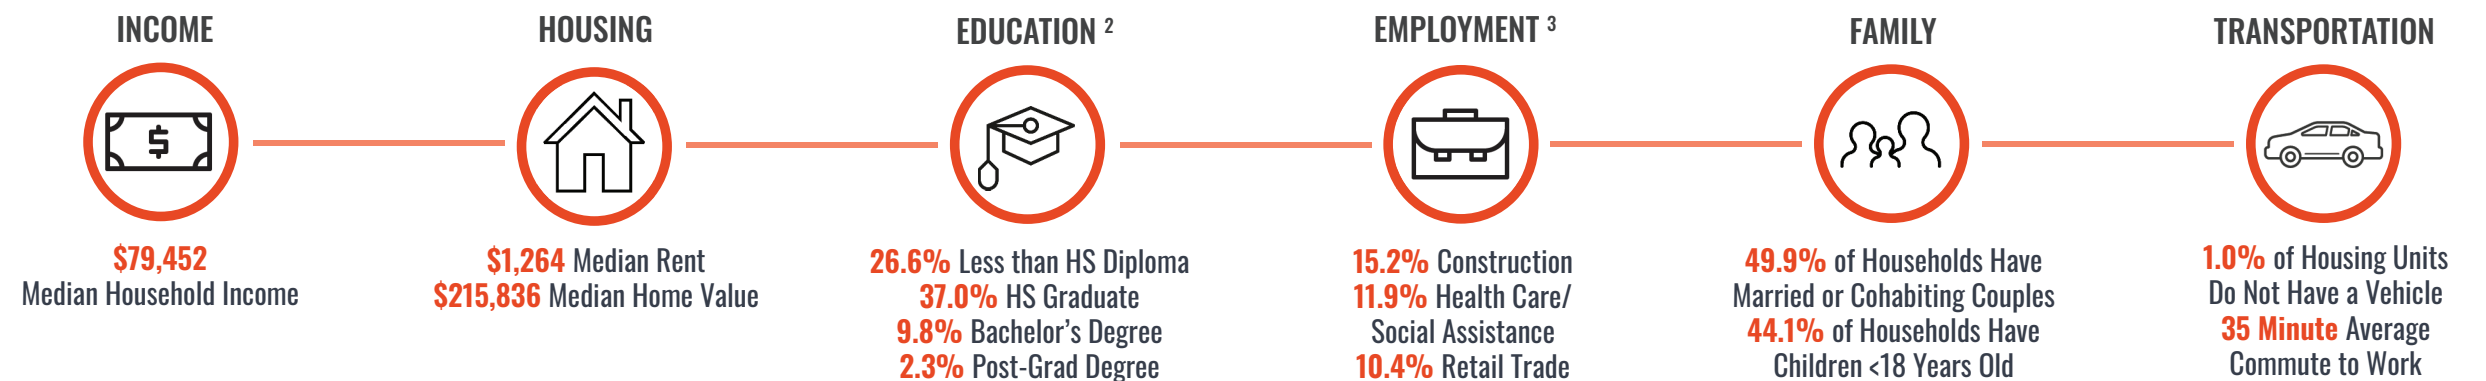 INCOME
$
$79,452
Median Household Income
HOUSING
$1,264 Median Rent
$215,836 Median Home Value
EDUCATION 2
26.6% Less than HS Diploma
37.0% HS Graduate
9.8% Bachelor's Degree
2.3% Post-Grad Degree
EMPLOYMENT 3
15.2% Construction
11.9% Health Care/
Social Assistance
10.4% Retail Trade
FAMILY
49.9% of Households Have
Married or Cohabiting Couples
44.1% of Households Have
Children <18 Years Old
TRANSPORTATION
1.0% of Housing Units
Do Not Have a Vehicle
35 Minute Average
Commute to Work